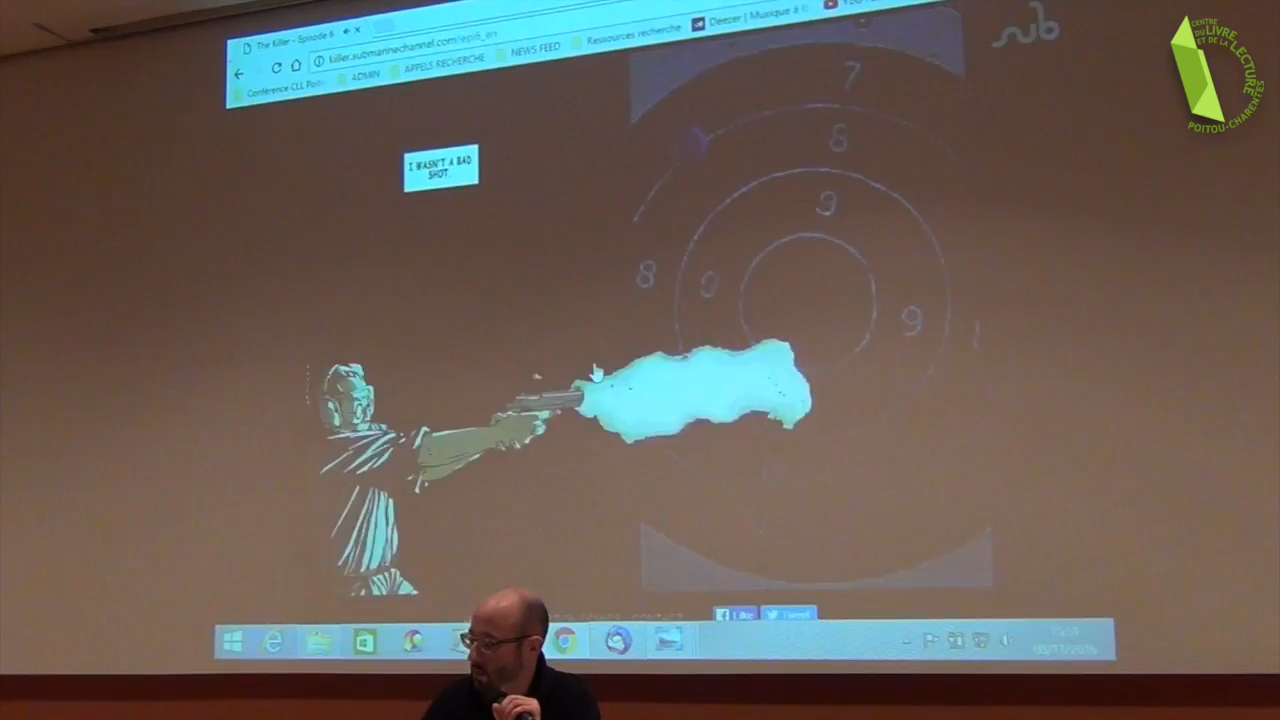 The Killer - Episode 6
killer.submarinechannel.com/epi6_en
Conférence CLL Poiti
ADMIN
APPELS RECHERCHE
NEWS FEED
Ressources recherche
Deezer | Musique
sub
CENTRE
DU LIVRE
ET DE LA
LECTURE
POITOU-CHARENTES
7
8
I WASN'T A BAD
SHOT.
9
8
9
9
Like
Tweet